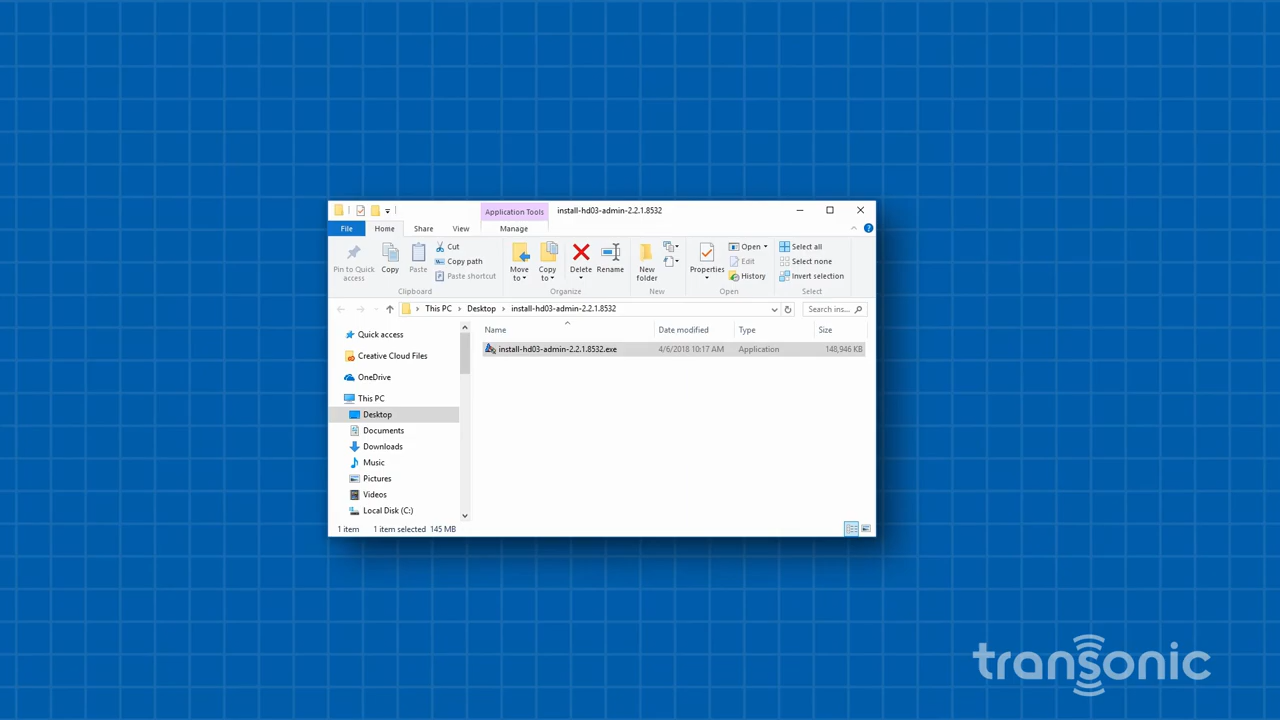 Application Tools
install-hd03-admin-2.2.1.8532
File
Home
Share
View
Manage
Pin to Quick access
Copy
Paste
Cut
Copy path
Paste shortcut
Clipboard
Move to
Copy to
Delete
Rename
Organize
New folder
New
Properties
Open
Edit
History
Open
Select all
Select none
Invert selection
Select
This PC
Desktop
install-hd03-admin-2.2.1.8532
Search ins...
Quick access
Creative Cloud Files
OneDrive
This PC
Desktop
Documents
Downloads
Music
Pictures
Videos
Local Disk (C:)
Name
Date modified
Type
Size
install-hd03-admin-2.2.1.8532.exe
4/6/2018 10:17 AM
Application
148,946 KB
1 item
1 item selected 145 MB
transonic